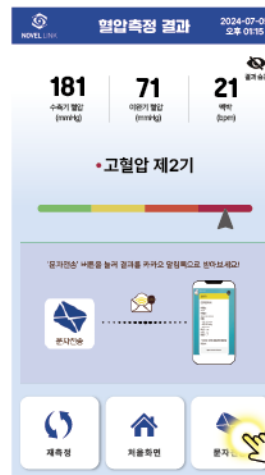 NOVEL LINK
혈압측정 결과
2024-07-0
오후 01:15
181
수축기 혈압
(mmHg)
71
이완기 혈압
(mmHg)
21
맥박
(bpm)
고혈압 제2기
'문자전송' 버튼을 눌러 결과를 카카오 알림톡으로 받아보세요!
문자전송
재측정
처음화면
문자